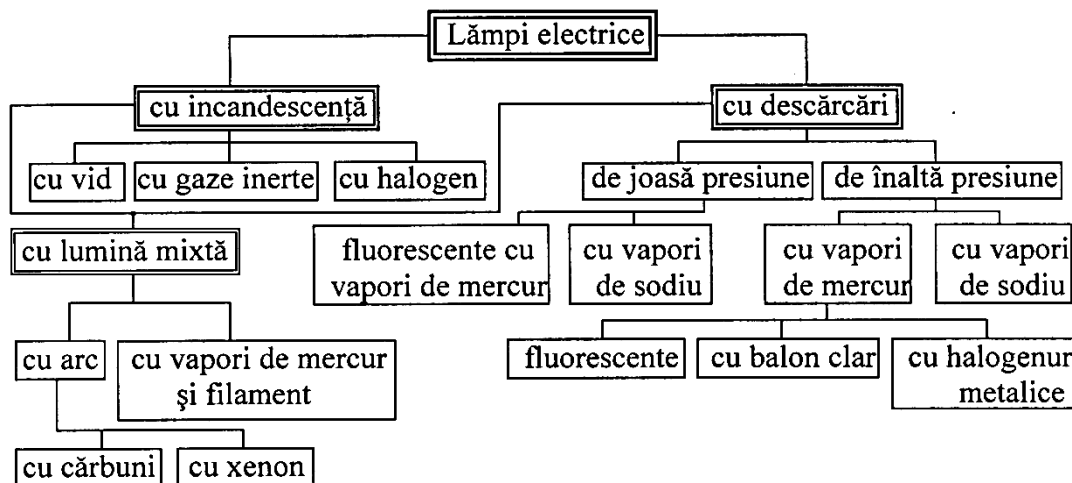 Lămpi electrice
cu incandescență
cu descărcări
cu vid
cu gaze inerte
cu halogen
de joasă presiune
de înaltă presiune
cu lumină mixtă
fluorescente cu
vapori de mercur
cu vapori
de sodiu
cu vapori
de mercur
cu vapori
de sodiu
cu arc
cu vapori de mercur
și filament
fluorescente
cu balon clar
cu halogenur
metalice
cu cărbuni
cu xenon